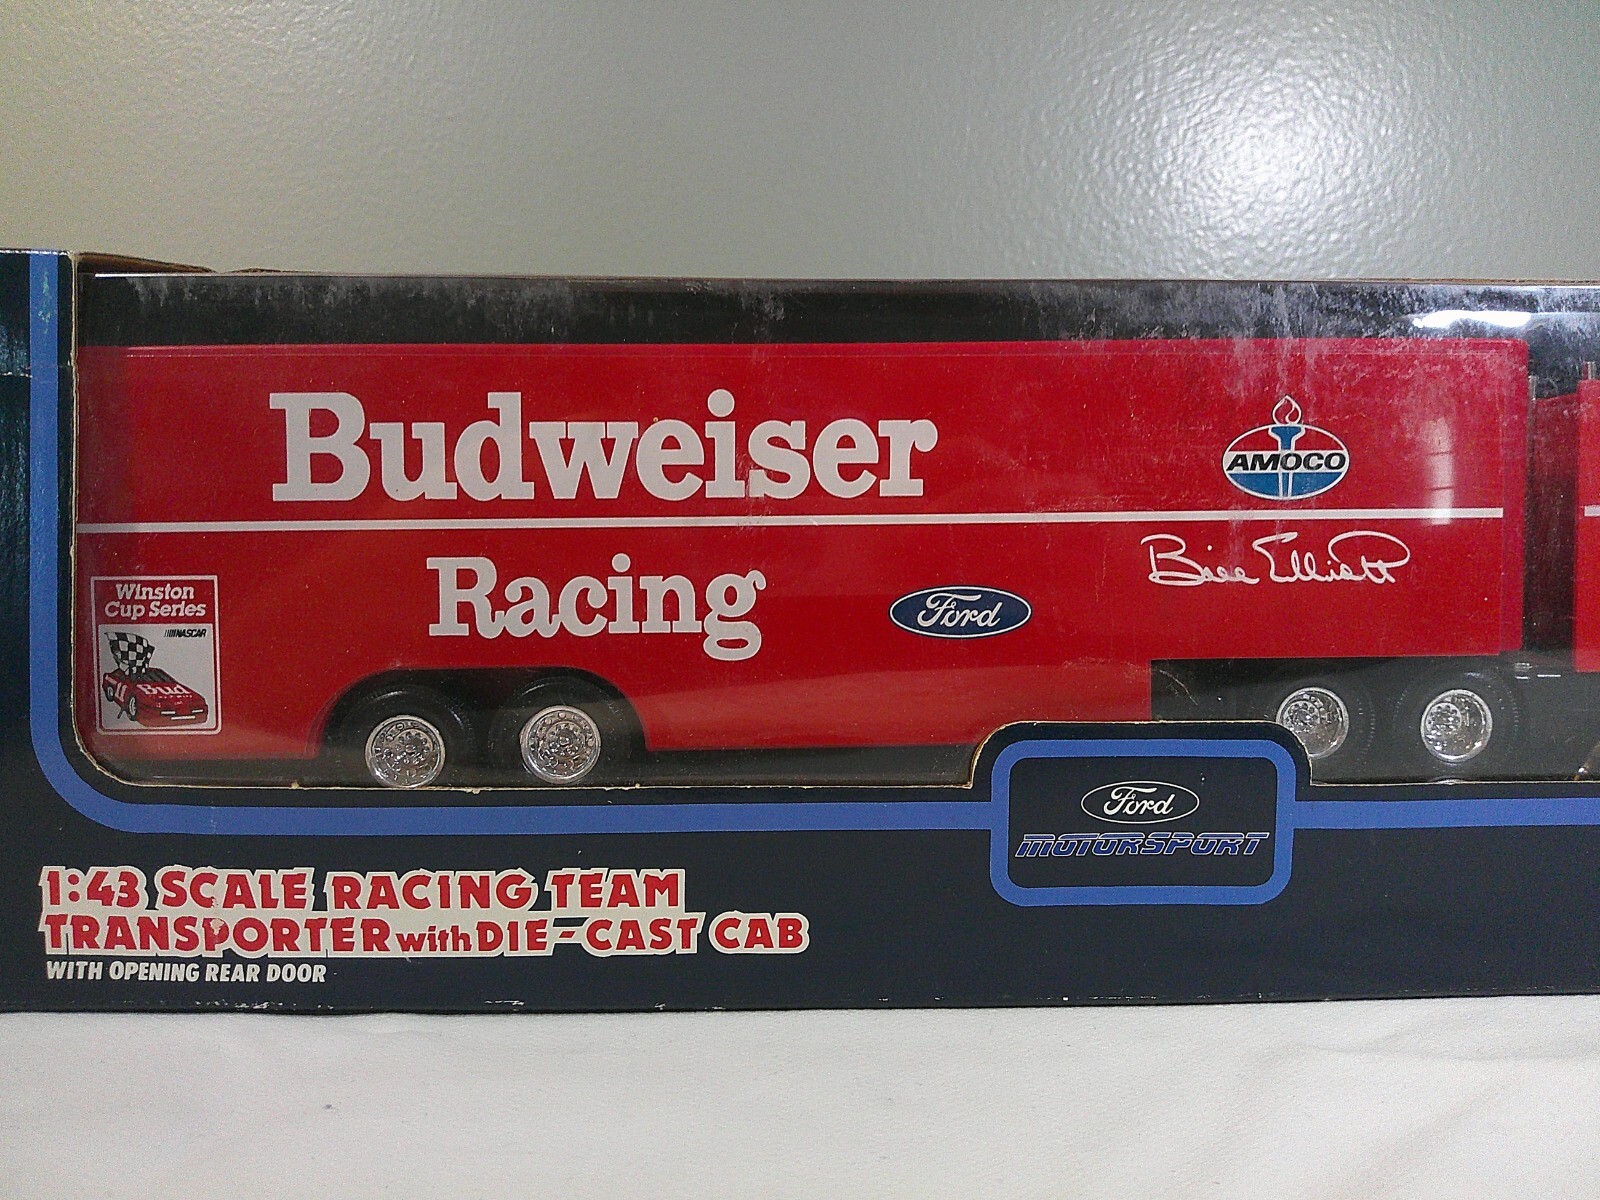 Budweiser
Racing
AMOCO
Bill Elliott
Ford
Winston
Cup Series
NASCAR
11
Bud
Ford
MOTORSPORT
1:43 SCALE RACING TEAM
TRANSPORTER with DIE-CAST CAB
WITH OPENING REAR DOOR